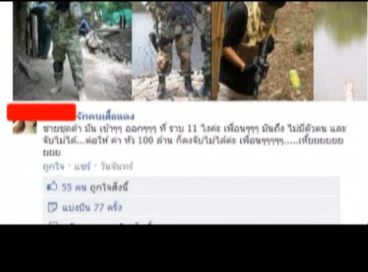 รักคนเสื้อแดง
ชายชุดดำ มัน เข้าๆๆ ออกๆๆๆ ที่ ราบ 11 ไงค่ะ เพื่อนๆๆๆ มันถึง ไม่มีตัวตน และ
จับไม่ได้...ต่อให้ ค่า หัว 100 ล้าน ก็คงจับไม่ได้ค่ะ เพื่อนๆๆๆๆ.....เหี้ยยยยยย
ยยย
ถูกใจ · แชร์ · วันจันทร์
55 คน ถูกใจสิ่งนี้
แบ่งปัน 77 ครั้ง